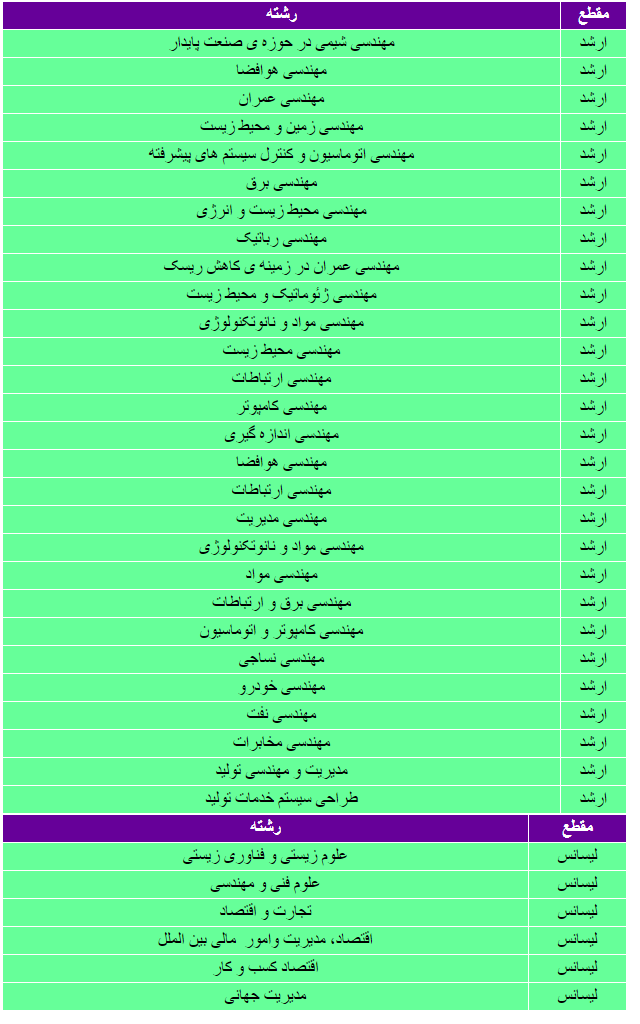 مقطع رشته
ارشد مهندسی شیمی در حوزه ی صنعت پایدار
ارشد مهندسی هوافضا
ارشد مهندسی عمران
ارشد مهندسی زمین و محیط زیست
ارشد مهندسی اتوماسیون و کنترل سیستم های پیشرفته
ارشد مهندسی برق
ارشد مهندسی محیط زیست و انرژی
ارشد مهندسی رباتیک
ارشد مهندسی عمران در زمینه ی کاهش ریسک
ارشد مهندسی ژئوماتیک و محیط زیست
ارشد مهندسی مواد و نانوتکنولوژی
ارشد مهندسی محیط زیست
ارشد مهندسی ارتباطات
ارشد مهندسی کامپوتر
ارشد مهندسی اندازه گیری
ارشد مهندسی هوافضا
ارشد مهندسی ارتباطات
ارشد مهندسی مدیریت
ارشد مهندسی مواد و نانوتکنولوژی
ارشد مهندسی مواد
ارشد مهندسی برق و ارتباطات
ارشد مهندسی کامپوتر و اتوماسیون
ارشد مهندسی نساجی
ارشد مهندسی خودرو
ارشد مهندسی نفت
ارشد مهندسی مخابرات
ارشد مدیریت و مهندسی تولید
ارشد طراحی سیستم خدمات تولید
مقطع رشته
لیسانس علوم زیستی و فناوری زیستی
لیسانس علوم فنی و مهندسی
لیسانس تجارت و اقتصاد
لیسانس اقتصاد، مدیریت وامور مالی بین الملل
لیسانس اقتصاد کسب و کار
لیسانس مدیریت جهانی